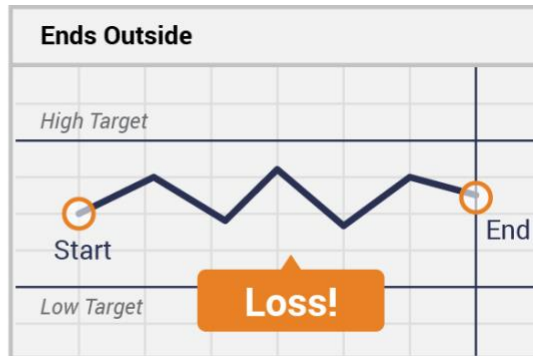 Ends Outside
High Target
Start
End
Loss!
Low Target